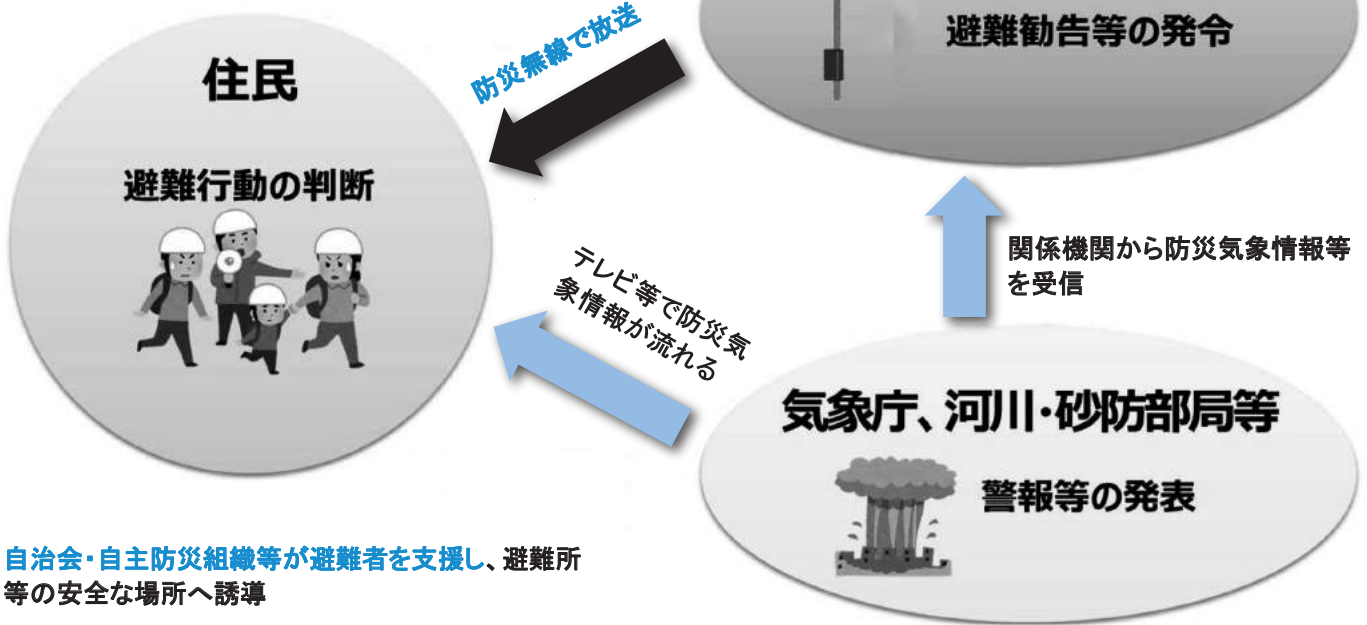 避難勧告等の発令
防災無線で放送
住民
避難行動の判断
関係機関から防災気象情報等
を受信
テレビ等で防災気
象情報が流れる
気象庁、河川・砂防部局等
警報等の発表
自治会・自主防災組織等が避難者を支援し、避難所
等の安全な場所へ誘導